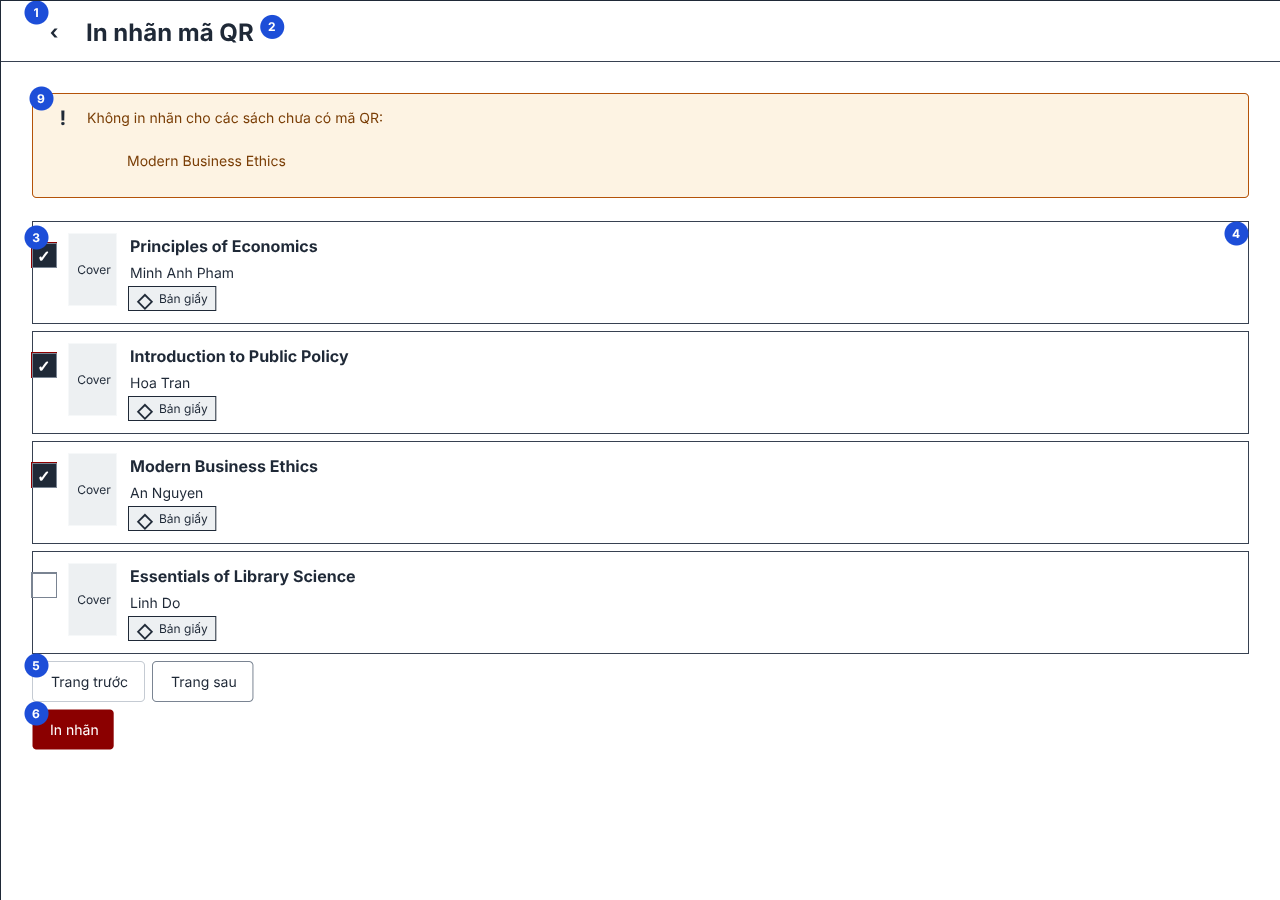 1
‹ In nhãn mã QR 2
9
! Không in nhãn cho các sách chưa có mã QR:
Modern Business Ethics
3
4
✓
Cover
Principles of Economics
Minh Anh Pham
Bản giấy
✓
Cover
Introduction to Public Policy
Hoa Tran
Bản giấy
✓
Cover
Modern Business Ethics
An Nguyen
Bản giấy
Cover
Essentials of Library Science
Linh Do
Bản giấy
5
Trang trước Trang sau
6
In nhãn